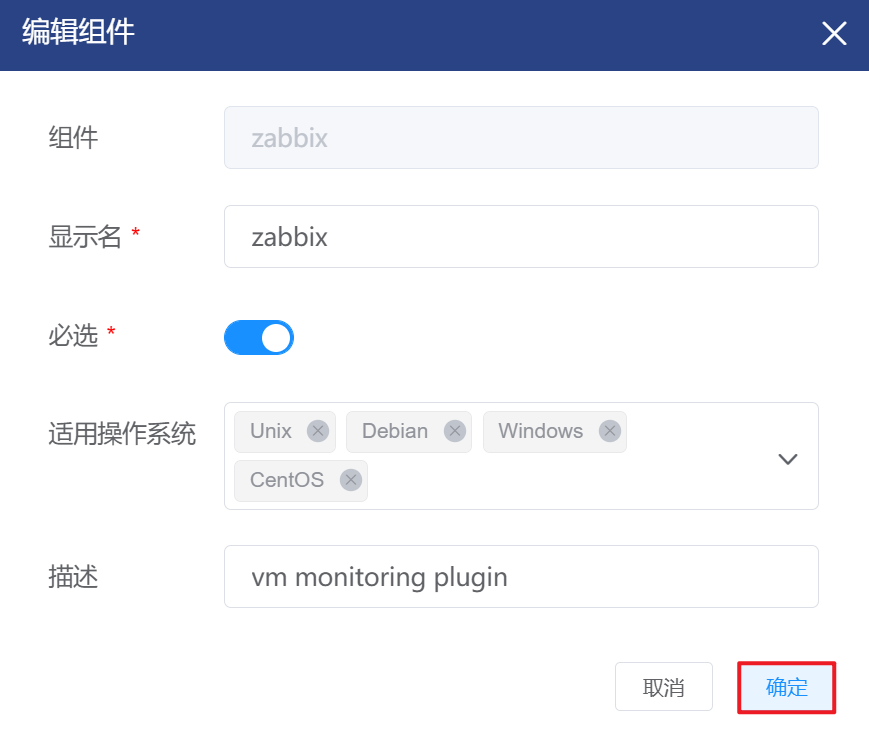 编辑组件
组件 zabbix
显示名 * zabbix
必选 *
适用操作系统 Unix Debian Windows
CentOS
描述 vm monitoring plugin
取消 确定